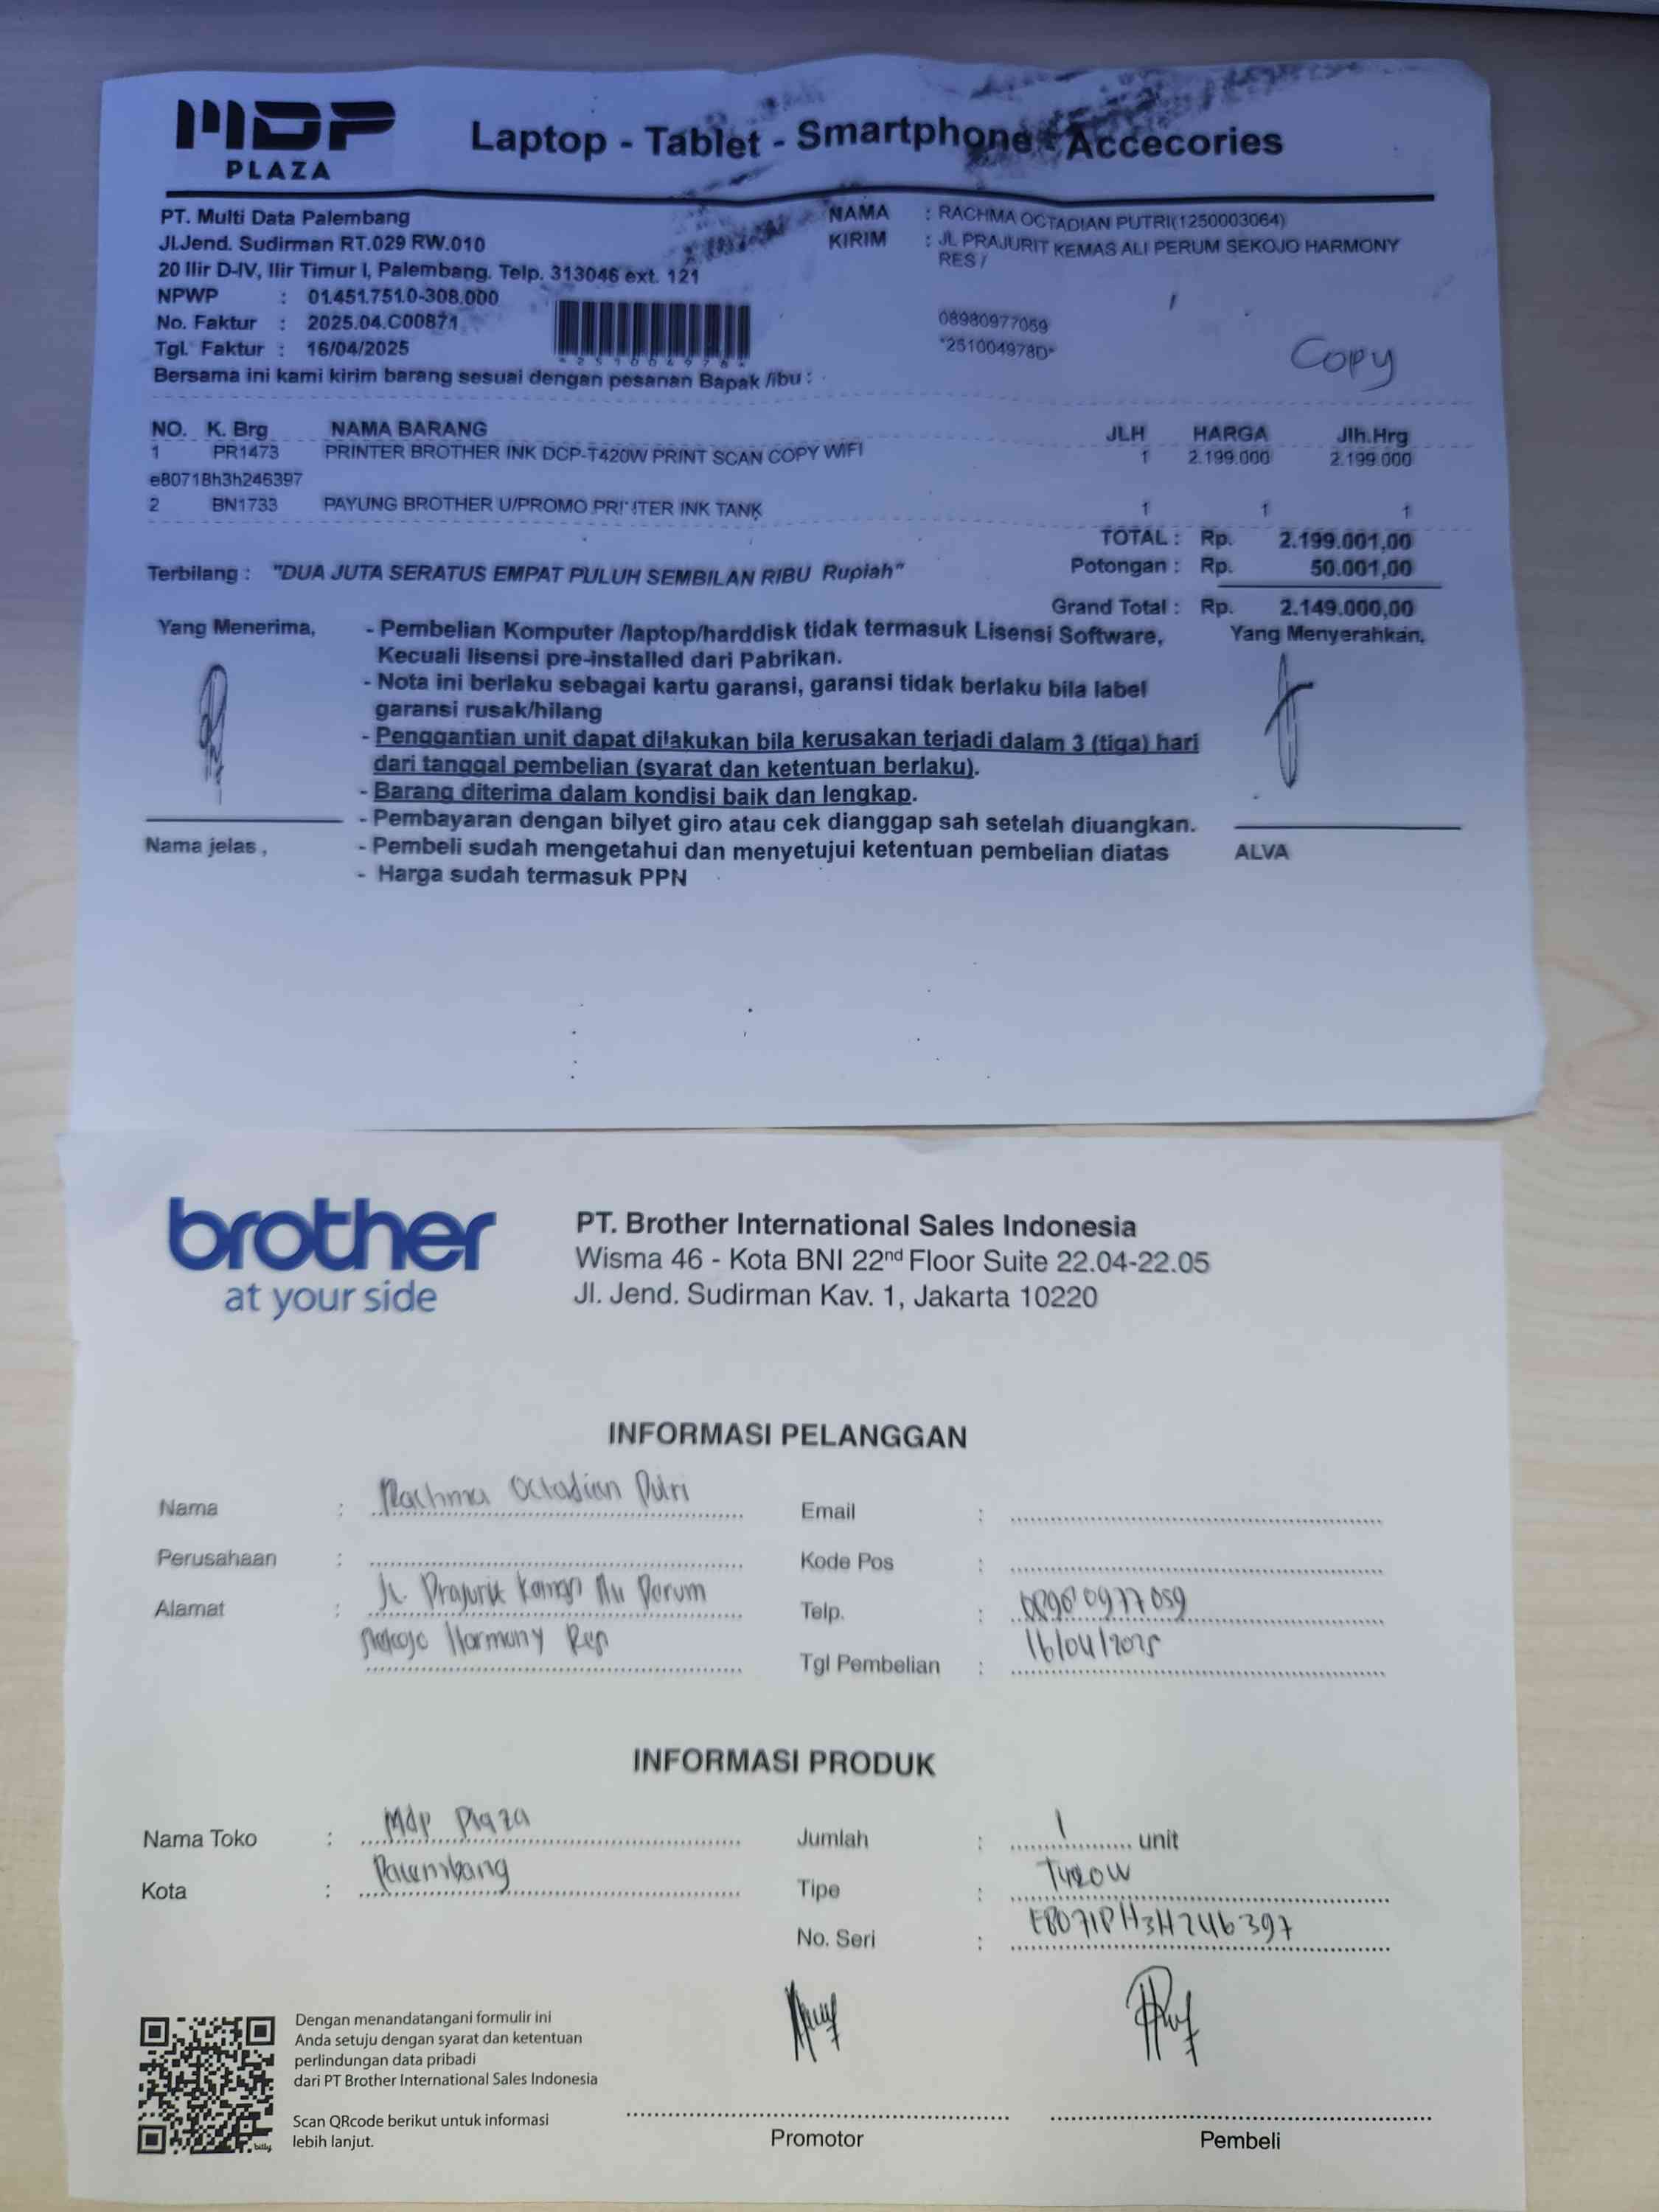 MDP
PLAZA
Laptop - Tablet - Smartphone - Accecories
PT. Multi Data Palembang
Jl.Jend. Sudirman RT.029 RW.010
20 Ilir D-IV, Ilir Timur I, Palembang. Telp. 313046 ext. 121
NPWP : 01.451.751.0-308.000
No. Faktur : 2025.04.C00871
Tgl. Faktur : 16/04/2025
NAMA : RACHMA OCTADIAN PUTRI(1250003064)
KIRIM : JL PRAJURIT KEMAS ALI PERUM SEKOJO HARMONY
RES /
08980977059
*251004978D*
Copy
Bersama ini kami kirim barang sesuai dengan pesanan Bapak /ibu :
NO. K. Brg NAMA BARANG JLH HARGA Jlh.Hrg
1 PR1473 PRINTER BROTHER INK DCP-T420W PRINT SCAN COPY WIFI 1 2.199.000 2.199.000
e80718h3h246397
2 BN1733 PAYUNG BROTHER U/PROMO PRINTER INK TANK 1 1 1
TOTAL : Rp. 2.199.001,00
Terbilang : "DUA JUTA SERATUS EMPAT PULUH SEMBILAN RIBU Rupiah" Potongan : Rp. 50.001,00
Grand Total : Rp. 2.149.000,00
Yang Menerima,
- Pembelian Komputer /laptop/harddisk tidak termasuk Lisensi Software,
Kecuali lisensi pre-installed dari Pabrikan.
- Nota ini berlaku sebagai kartu garansi, garansi tidak berlaku bila label
garansi rusak/hilang
- Penggantian unit dapat dilakukan bila kerusakan terjadi dalam 3 (tiga) hari
dari tanggal pembelian (syarat dan ketentuan berlaku).
- Barang diterima dalam kondisi baik dan lengkap.
- Pembayaran dengan bilyet giro atau cek dianggap sah setelah diuangkan.
- Pembeli sudah mengetahui dan menyetujui ketentuan pembelian diatas
- Harga sudah termasuk PPN
Yang Menyerahkan,
Nama jelas ,
ALVA
brother
at your side
PT. Brother International Sales Indonesia
Wisma 46 - Kota BNI 22nd Floor Suite 22.04-22.05
Jl. Jend. Sudirman Kav. 1, Jakarta 10220
INFORMASI PELANGGAN
Nama : Rachma Octadian Putri
Perusahaan :
Alamat : Jl. Prajurit Kemas Ali Perum
Sekojo Harmony Res
Email :
Kode Pos :
Telp. : 08980977059
Tgl Pembelian : 16/04/2025
INFORMASI PRODUK
Nama Toko : Mdp Plaza
Kota : Palembang
Jumlah : 1 unit
Tipe : T420W
No. Seri : E80718H3H246397
Dengan menandatangani formulir ini
Anda setuju dengan syarat dan ketentuan
perlindungan data pribadi
dari PT Brother International Sales Indonesia
Scan QRcode berikut untuk informasi
lebih lanjut.
bitly
Promotor
Pembeli